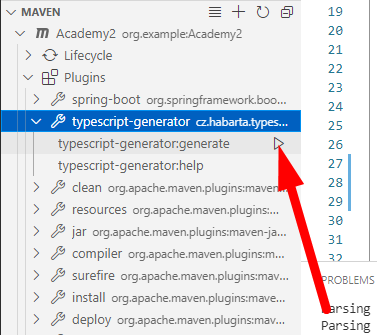 MAVEN
Academy2 org.example:Academy2
Lifecycle
Plugins
spring-boot org.springframework.boo...
typescript-generator cz.habarta.types...
typescript-generator:generate
typescript-generator:help
clean org.apache.maven.plugins:maven...
resources org.apache.maven.plugins:...
jar org.apache.maven.plugins:maven-ja...
compiler org.apache.maven.plugins:...
surefire org.apache.maven.plugins:...
install org.apache.maven.plugins:mave...
deploy org.apache.maven.plugins:mave...
19
20
21
22
23
24
25
26
27
28
29
30
31
32
PROBLEMS
Parsing
Parsing